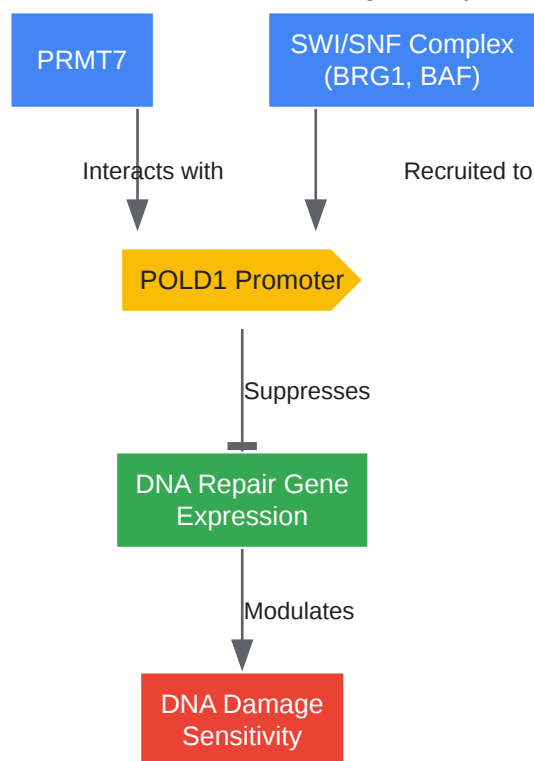 PRMT7
SWI/SNF Complex
(BRG1, BAF)
Interacts with
Recruited to
POLD1 Promoter
Suppresses
DNA Repair Gene
Expression
Modulates
DNA Damage
Sensitivity